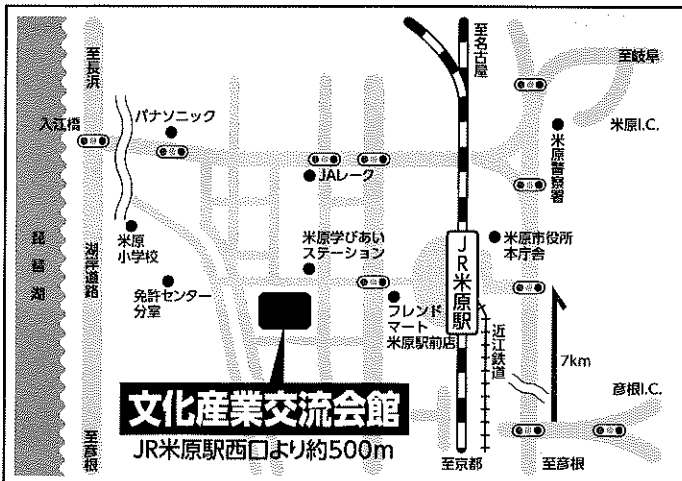 至長浜
入江橋
パナソニック
至名古屋
至岐阜
米原I.C.
米原警察署
JAレーク
琵琶湖
湖岸道路
米原
小学校
米原学びあい
ステーション
免許センター
分室
JR米原駅
米原市役所
本庁舎
フレンド
マート
米原駅前店
近江鉄道
7km
彦根I.C.
文化産業交流会館
JR米原駅西口より約500m
至彦根
至京都
至彦根